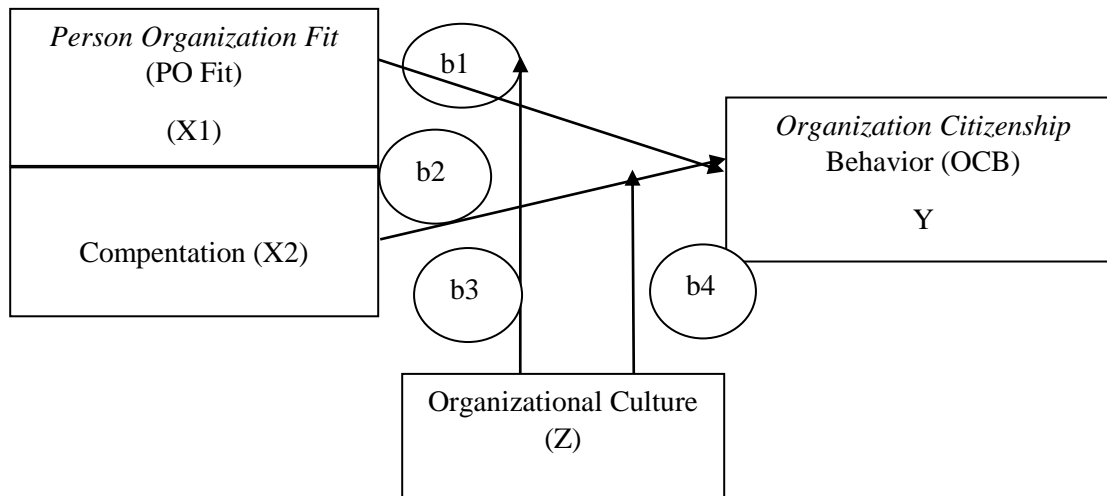 Person Organization Fit
(PO Fit)
(X1)
b1
b2
Compentation (X2)
b3
b4
Organization Citizenship
Behavior (OCB)
Y
Organizational Culture
(Z)